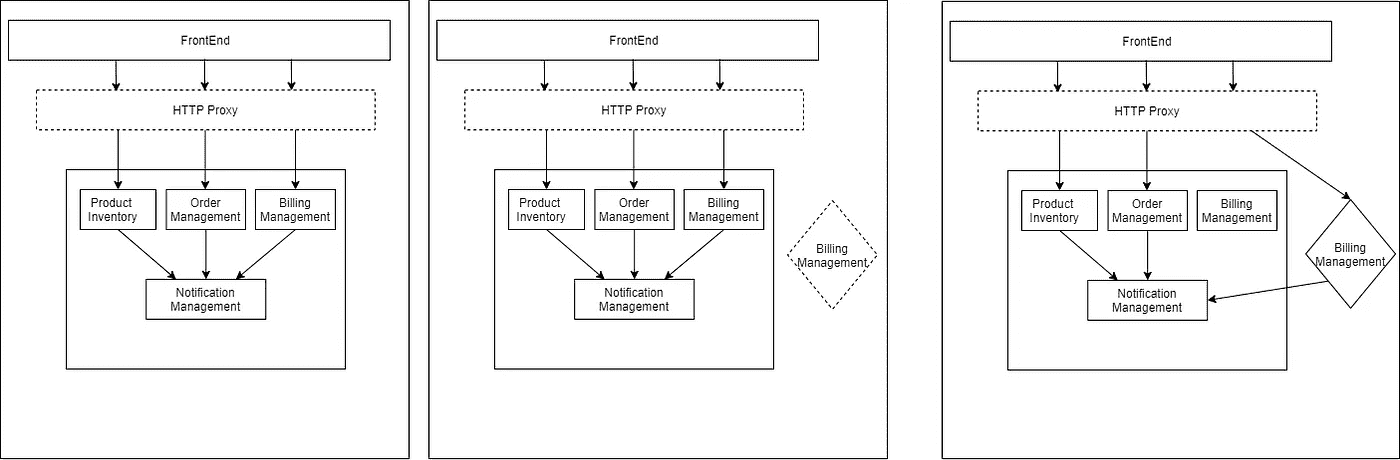 FrontEnd
HTTP Proxy
Product
Inventory
Order
Management
Billing
Management
Notification
Management
FrontEnd
HTTP Proxy
Product
Inventory
Order
Management
Billing
Management
Billing
Management
Notification
Management
FrontEnd
HTTP Proxy
Product
Inventory
Order
Management
Billing
Management
Billing
Management
Notification
Management